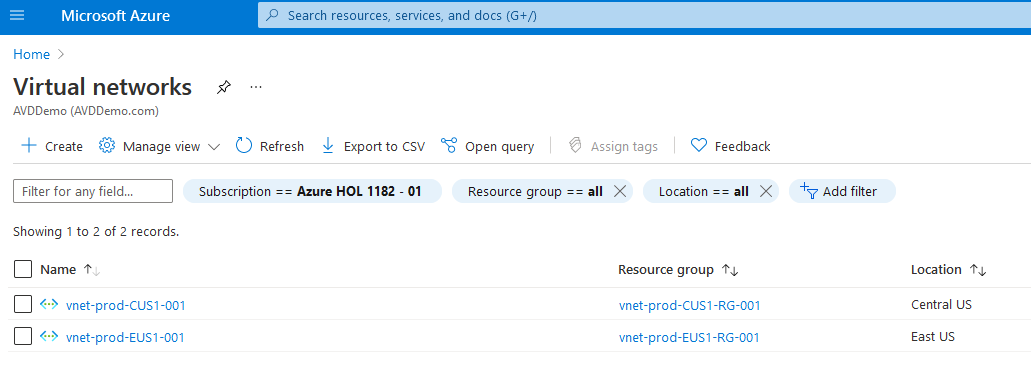 Microsoft Azure Search resources, services, and docs (G+/)
Home
Virtual networks
AVDDemo (AVDDemo.com)
Create Manage view Refresh Export to CSV Open query Assign tags Feedback
Filter for any field... Subscription == Azure HOL 1182 - 01 Resource group == all Location == all Add filter
Showing 1 to 2 of 2 records.
Name Resource group Location
vnet-prod-CUS1-001 vnet-prod-CUS1-RG-001 Central US
vnet-prod-EUS1-001 vnet-prod-EUS1-RG-001 East US